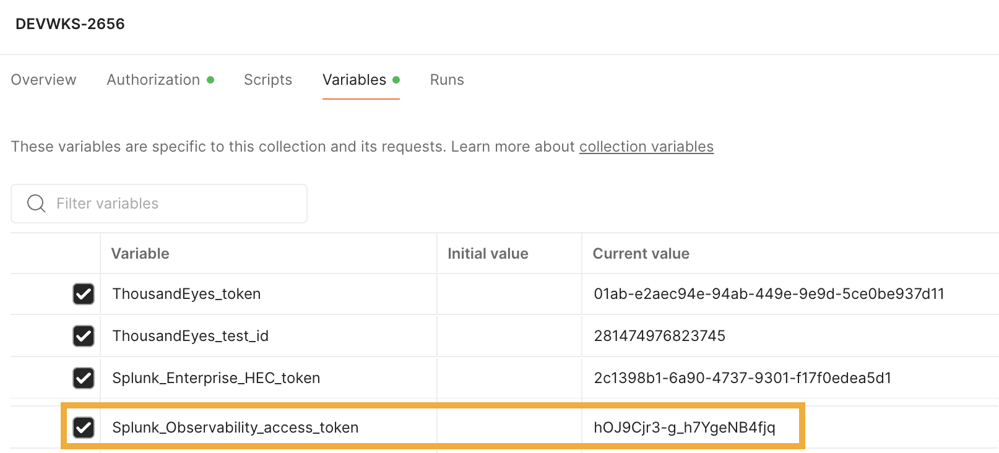 DEVWKS-2656
Overview Authorization Scripts Variables Runs
These variables are specific to this collection and its requests. Learn more about collection variables
Filter variables
Variable Initial value Current value
ThousandEyes_token 01ab-e2aec94e-94ab-449e-9e9d-5ce0be937d11
ThousandEyes_test_id 281474976823745
Splunk_Enterprise_HEC_token 2c1398b1-6a90-4737-9301-f17f0edea5d1
Splunk_Observability_access_token hOJ9Cjr3-g_h7YgeNB4fjq